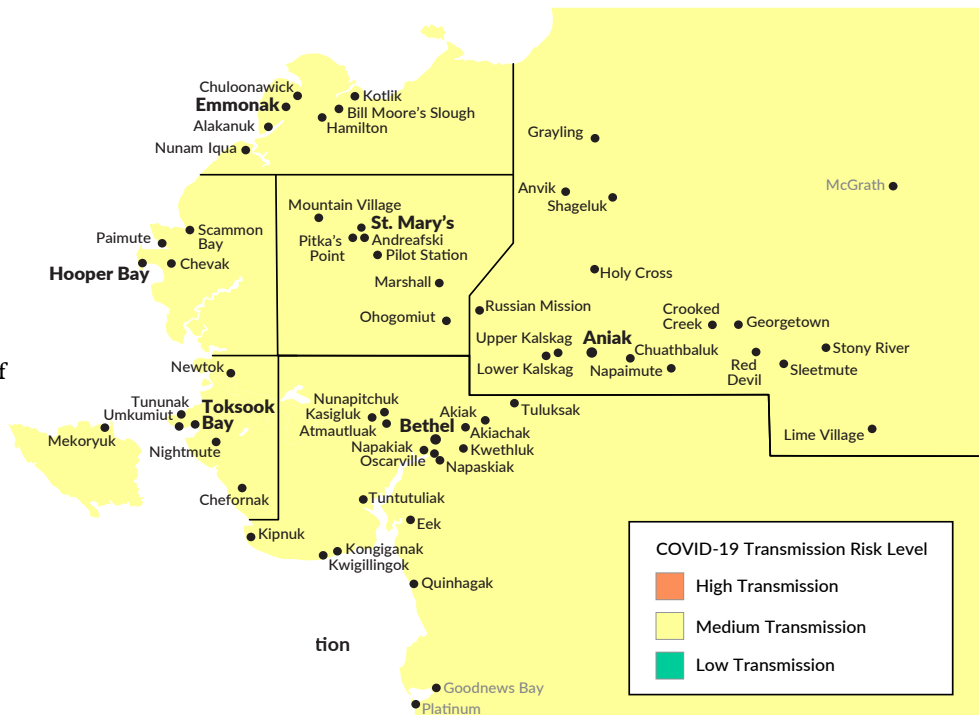 Chuloonawick
Kotlik
Emmonak
Bill Moore's Slough
Hamilton
Alakanuk
Nunam Iqua
Grayling
McGrath
Anvik
Shageluk
Mountain Village
St. Mary's
Pitka's
Point
Andreafski
Pilot Station
Scammon
Bay
Paimute
Chevak
Hooper Bay
Holy Cross
Marshall
Russian Mission
Ohogomiut
Crooked
Creek
Georgetown
Upper Kalskag
Aniak
Lower Kalskag
Chuathbaluk
Napaimute
Red
Devil
Stony River
Sleetmute
f
Newtok
Tununak
Umkumiut
Toksook
Bay
Mekoryuk
Nightmute
Nunapitchuk
Kasigluk
Atmautluak
Akiak
Tuluksak
Bethel
Akiachak
Napakiak
Kwethluk
Oscarville
Napaskiak
Lime Village
Chefornak
Tuntutuliak
Eek
Kipnuk
Kongiganak
Kwigillingok
Quinhagak
tion
Goodnews Bay
Platinum
COVID-19 Transmission Risk Level
High Transmission
Medium Transmission
Low Transmission